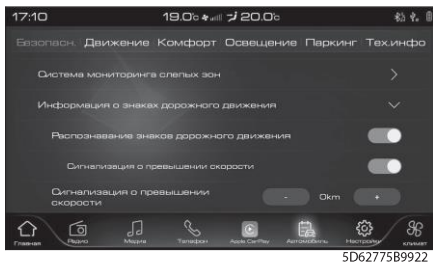 17:10 19.0°c 20.0°c
Безопасн. Движение Комфорт Освещение Паркинг Тех.инфо
Система мониторинга слепых зон
Информация о знаках дорожного движения
Распознавание знаков дорожного движения
Сигнализация о превышении скорости
Сигнализация о превышении
скорости
- 0km +
Главная Радио Медиа Телефон Apple CarPlay Автомобиль Настройки климат
5D62775B9922